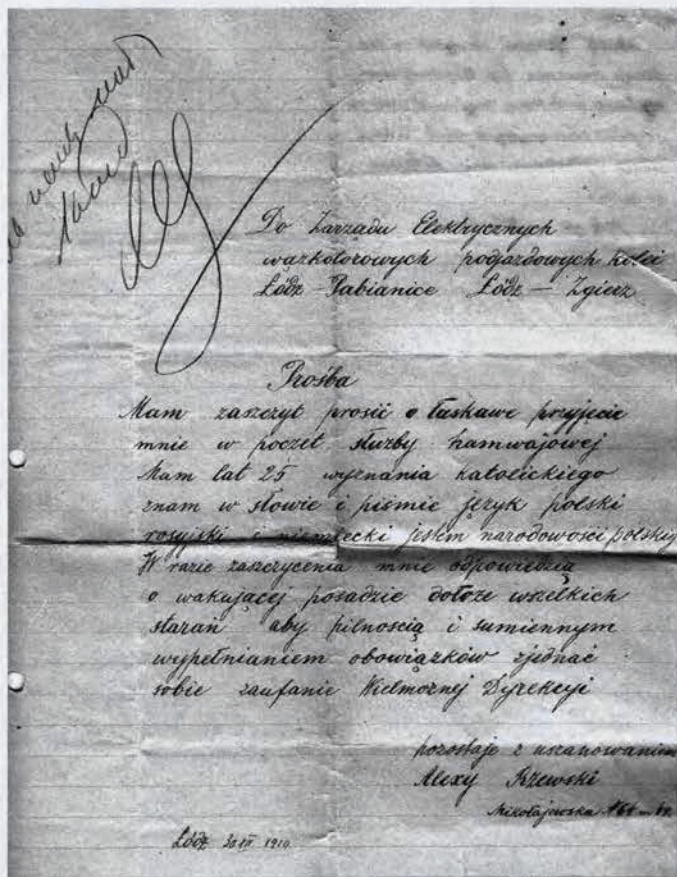 Do Zarządu Elektrycznych
wązkotorowych podjazdowych kolei
Łódź - Pabianice Łódź — Zgierz
Prośba
Mam zaszczyt prosić o łaskawe przyjęcie
mnie w poczet służby tramwajowej
Mam lat 25 wyznania katolickiego
znam w słowie i piśmie język polski
rosyjski i niemiecki jestem narodowości polskiej
W razie zaszczycenia mnie odpowiedzią
o wakującej posadzie dołożę wszelkich
starań aby pilnością i sumiennym
wypełnianiem obowiązków zjednać
sobie zaufanie Wielmożnej Dyrekcyi
pozostaję z uszanowaniem
Alexy Rżewski
Mikołajewska
Łódź 1910